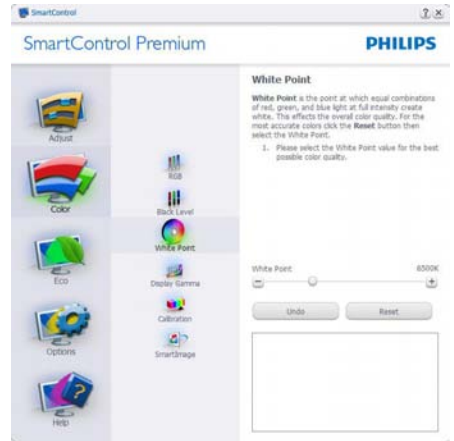 SmartControl
SmartControl Premium
PHILIPS
Adjust
Color
Eco
Options
Help
RGB
Black Level
White Point
Display Gamma
Calibration
SmartImage
White Point
White Point is the point at which equal combinations
of red, green, and blue light at full intensity create
white. This effects the overall color quality. For the
most accurate colors click the Reset button then
select the White Point.
1. Please select the White Point value for the best
possible color quality.
White Point 6500K
Undo Reset